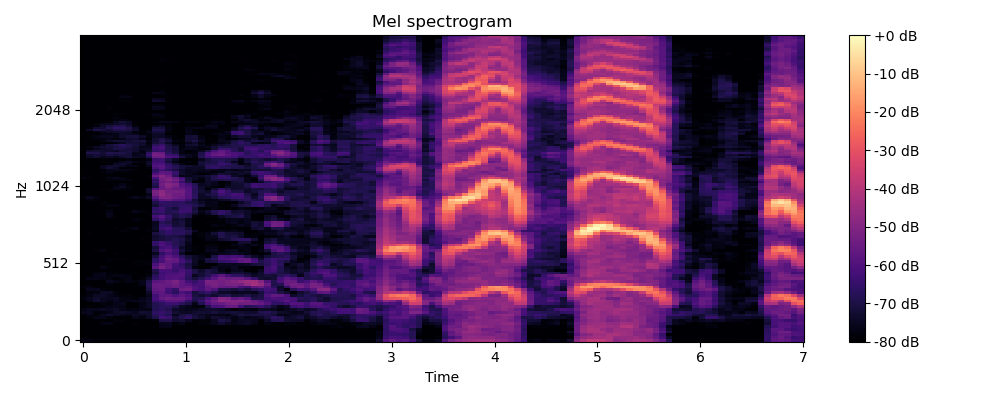 Mel spectrogram
Hz
2048
1024
512
0
0 1 2 3 4 5 6 7
Time
+0 dB
-10 dB
-20 dB
-30 dB
-40 dB
-50 dB
-60 dB
-70 dB
-80 dB